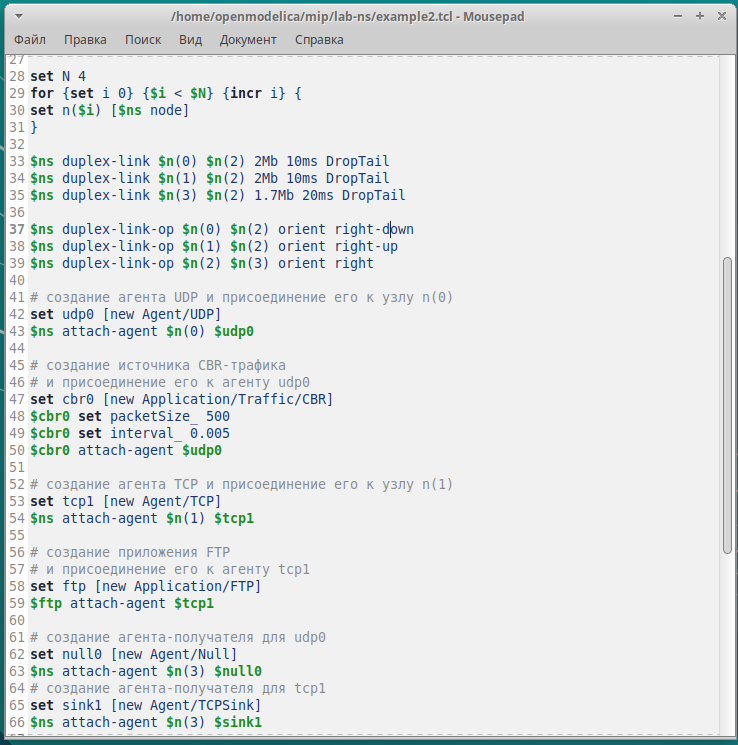 /home/openmodelica/mip/lab-ns/example2.tcl - Mousepad
Файл Правка Поиск Вид Документ Справка
27
28 set N 4
29 for {set i 0} {$i < $N} {incr i} {
30 set n($i) [$ns node]
31 }
32
33 $ns duplex-link $n(0) $n(2) 2Mb 10ms DropTail
34 $ns duplex-link $n(1) $n(2) 2Mb 10ms DropTail
35 $ns duplex-link $n(3) $n(2) 1.7Mb 20ms DropTail
36
37 $ns duplex-link-op $n(0) $n(2) orient right-down
38 $ns duplex-link-op $n(1) $n(2) orient right-up
39 $ns duplex-link-op $n(2) $n(3) orient right
40
41 # создание агента UDP и присоединение его к узлу n(0)
42 set udp0 [new Agent/UDP]
43 $ns attach-agent $n(0) $udp0
44
45 # создание источника CBR-трафика
46 # и присоединение его к агенту udp0
47 set cbr0 [new Application/Traffic/CBR]
48 $cbr0 set packetSize_ 500
49 $cbr0 set interval_ 0.005
50 $cbr0 attach-agent $udp0
51
52 # создание агента TCP и присоединение его к узлу n(1)
53 set tcp1 [new Agent/TCP]
54 $ns attach-agent $n(1) $tcp1
55
56 # создание приложения FTP
57 # и присоединение его к агенту tcp1
58 set ftp [new Application/FTP]
59 $ftp attach-agent $tcp1
60
61 # создание агента-получателя для udp0
62 set null0 [new Agent/Null]
63 $ns attach-agent $n(3) $null0
64 # создание агента-получателя для tcp1
65 set sink1 [new Agent/TCPSink]
66 $ns attach-agent $n(3) $sink1